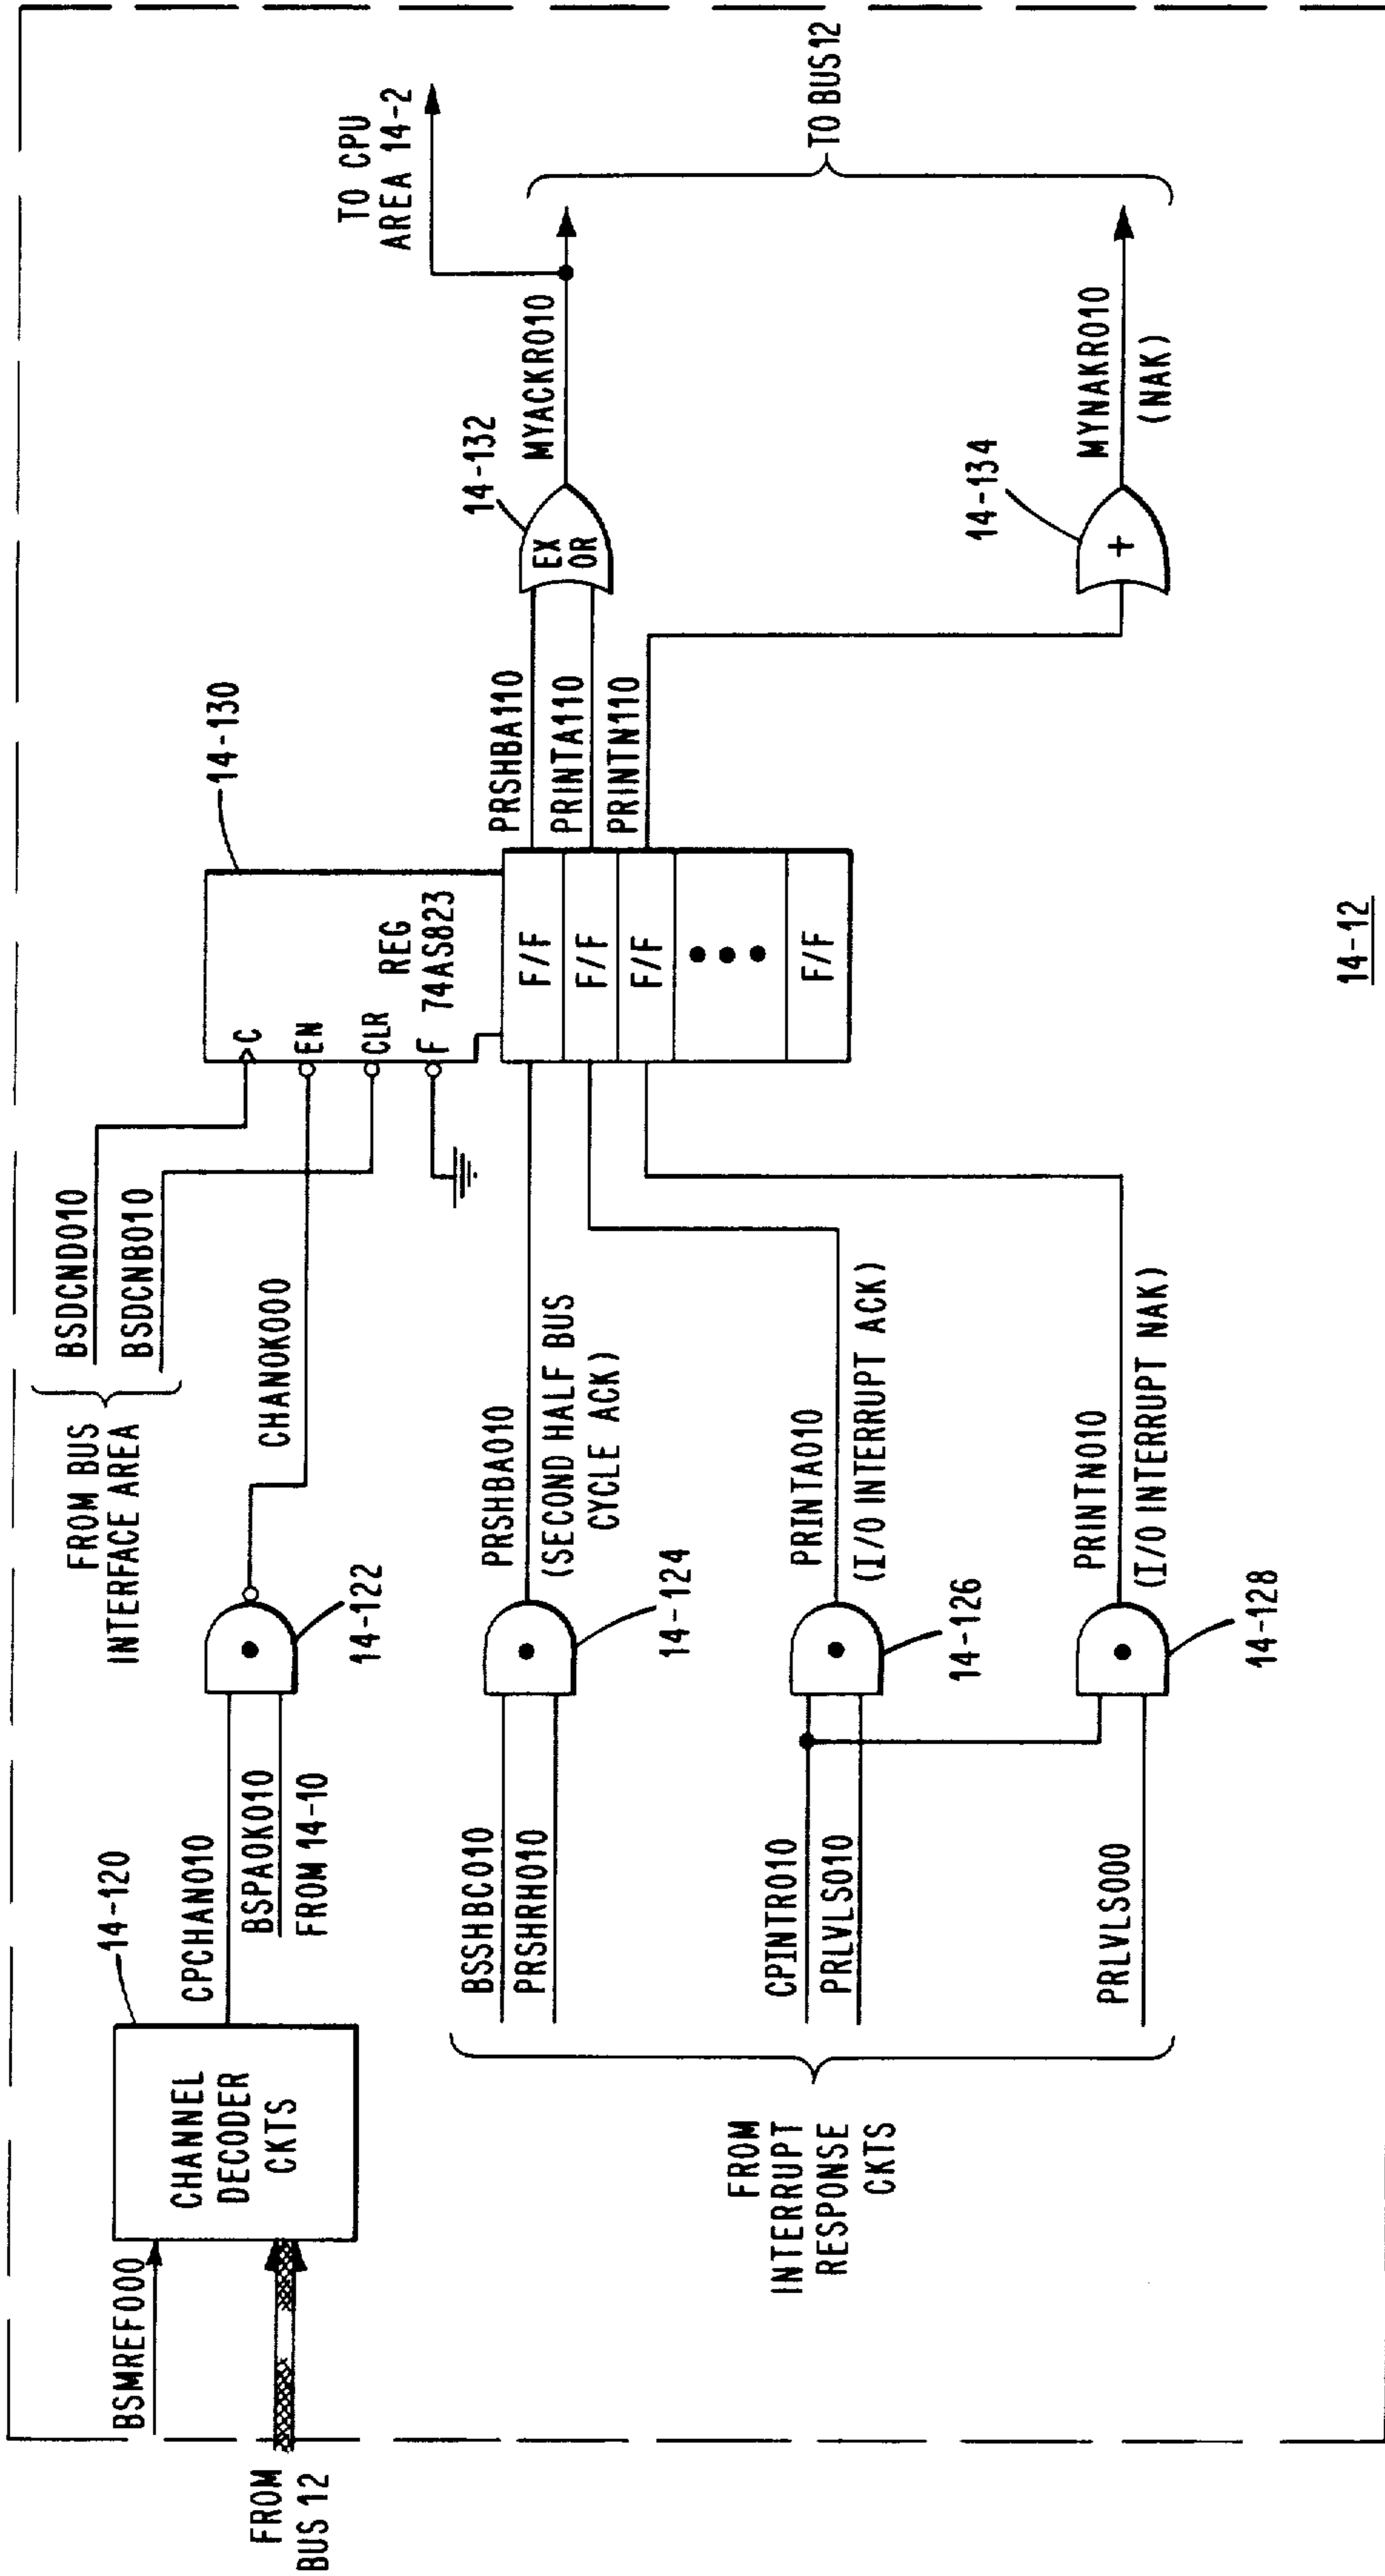 FROM
BUS 12
BSMREF000
CHANNEL
DECODER
CKTS
14-120
CPCHAN010
BSPAOK010
FROM 14-10
14-122
CHANOK000
FROM BUS
INTERFACE AREA
BSDCND010
BSDCNB010
C
EN
CLR
F
REG
74AS823
14-130
FROM
INTERRUPT
RESPONSE
CKTS
BSSHBC010
PRSHRH010
14-124
PRSHBA010
(SECOND HALF BUS
CYCLE ACK)
CPINTR010
PRLVLS010
14-126
PRINTA010
(I/O INTERRUPT ACK)
PRLVLS000
14-128
PRINTN010
(I/O INTERRUPT NAK)
F/F
F/F
F/F
F/F
PRSHBA110
PRINTA110
PRINTN110
EX
OR
14-132
MYACKR010
TO CPU
AREA 14-2
+
14-134
MYNAKR010
(NAK)
TO BUS 12
14-12